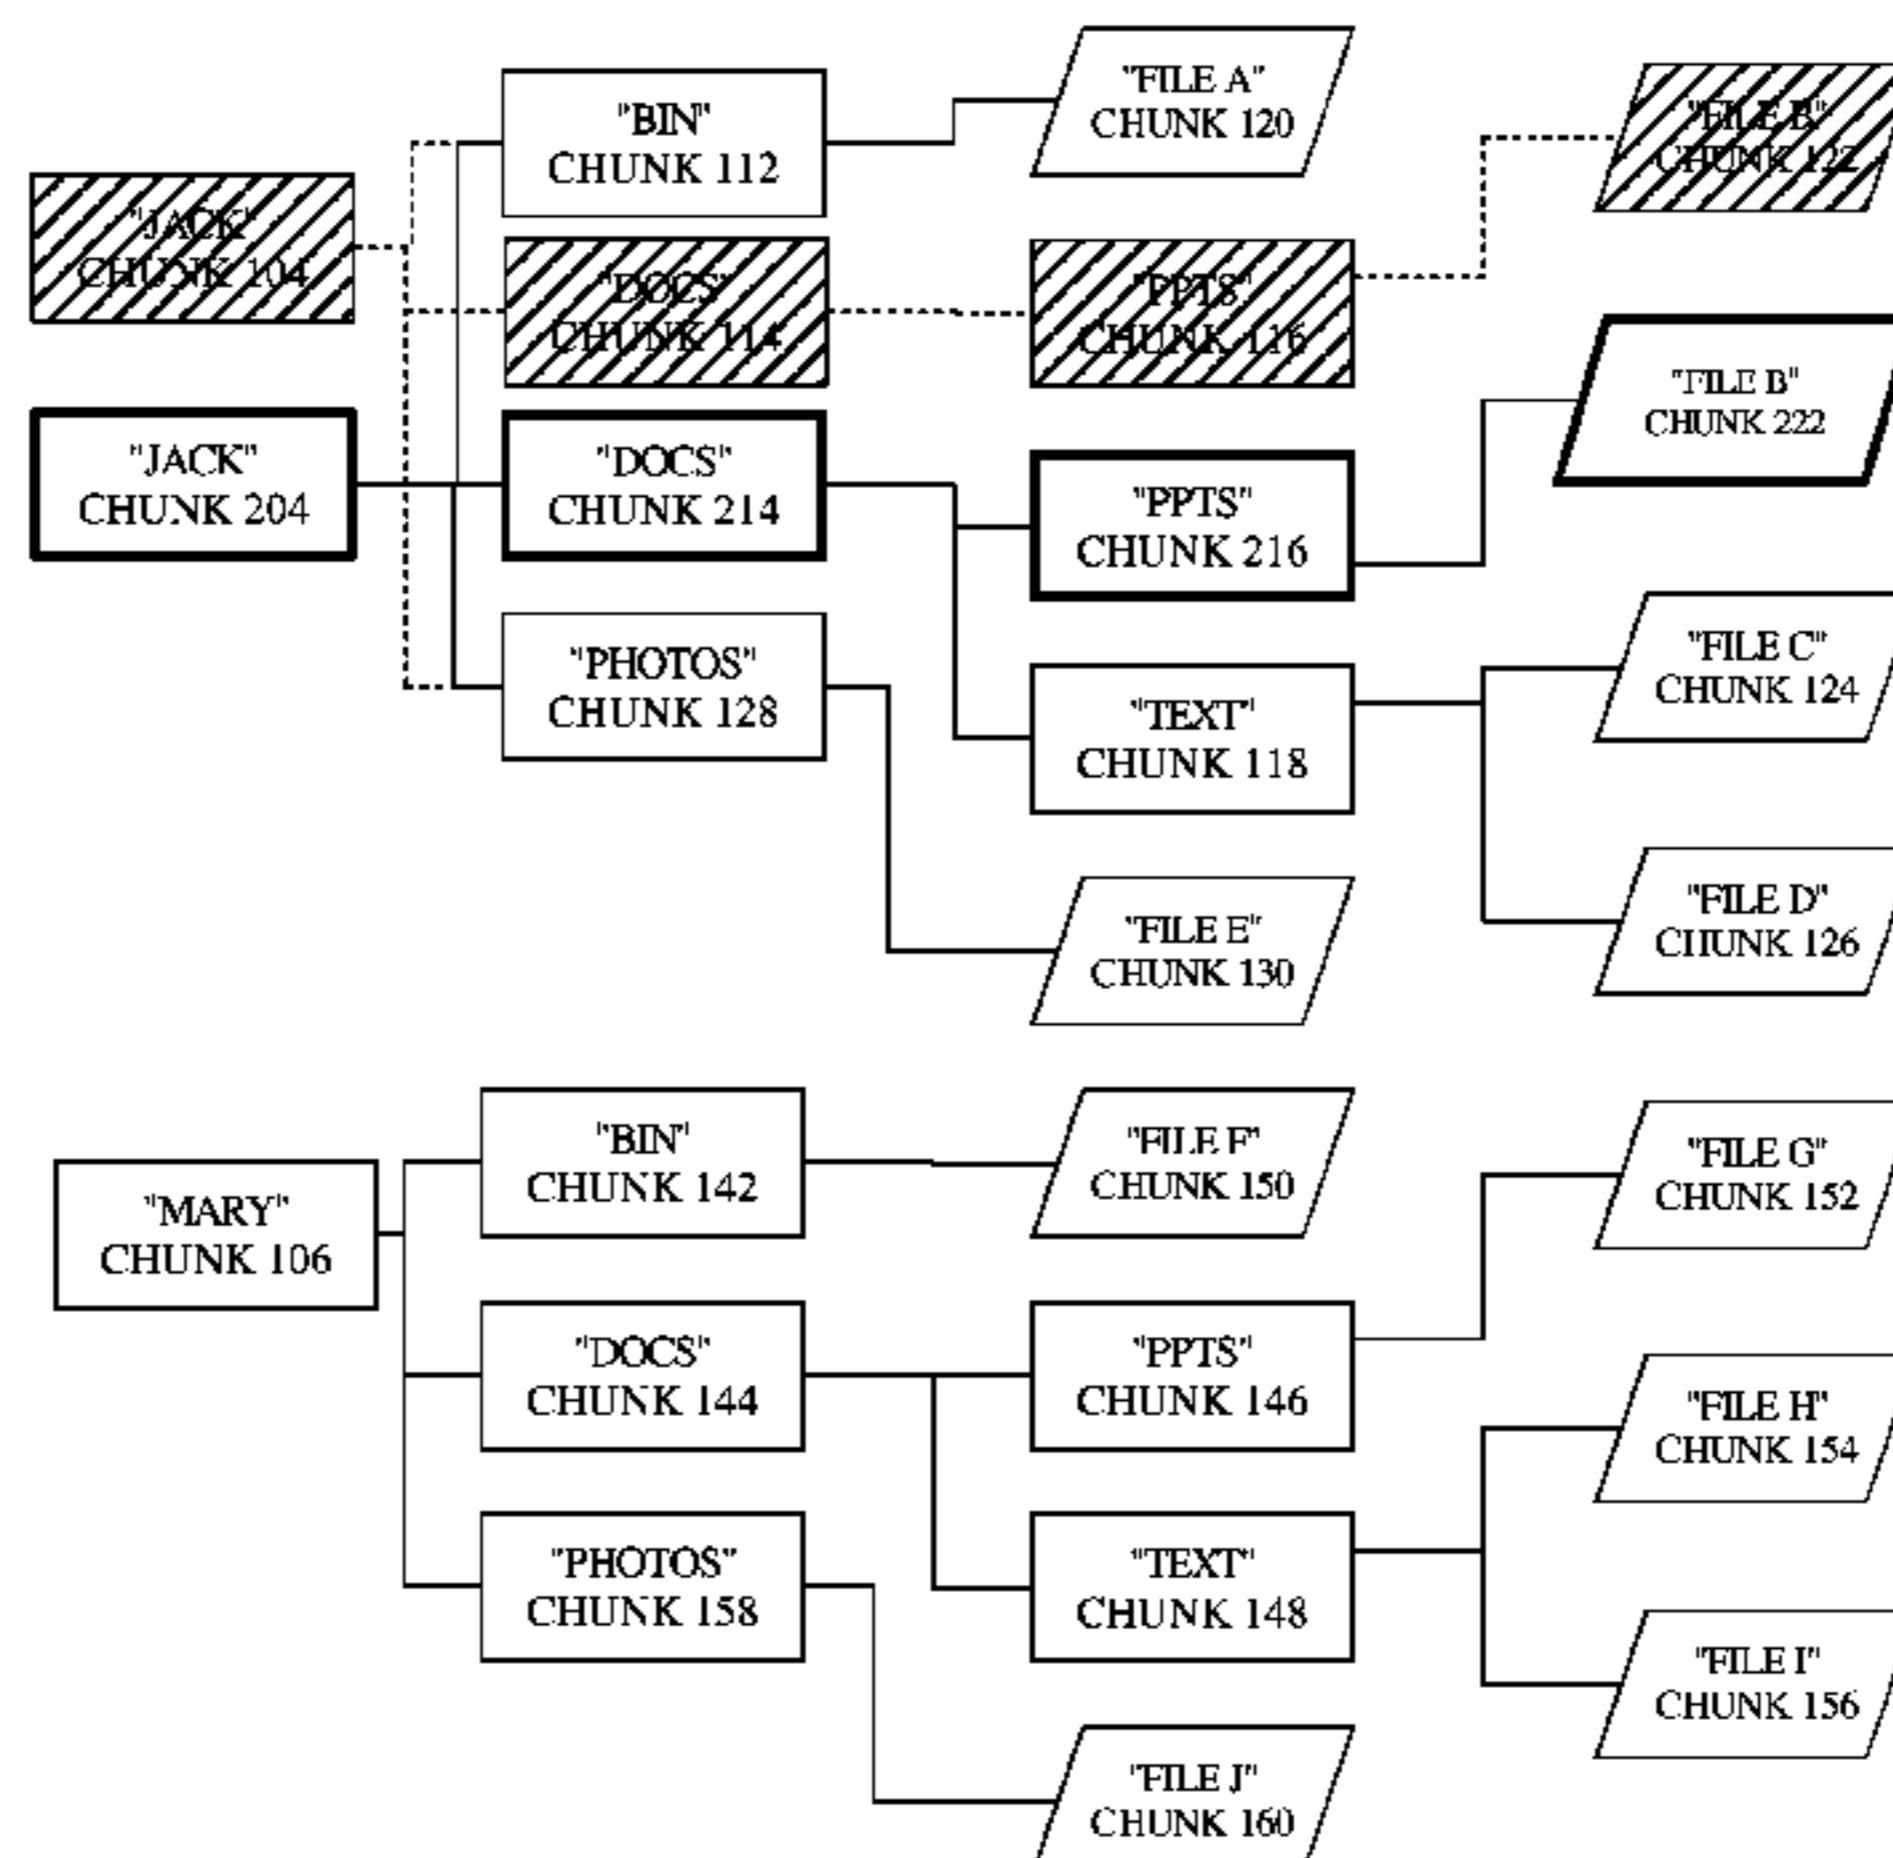 "BIN"
CHUNK 112
"FILE A"
CHUNK 120
"FILE B"
CHUNK 122
"JACK"
CHUNK 104
"DOCS"
CHUNK 114
"PPTS"
CHUNK 116
"FILE B"
CHUNK 222
"JACK"
CHUNK 204
"DOCS"
CHUNK 214
"PPTS"
CHUNK 216
"PHOTOS"
CHUNK 128
"FILE C"
CHUNK 124
"TEXT"
CHUNK 118
"FILE D"
CHUNK 126
"FILE E"
CHUNK 130
"MARY"
CHUNK 106
"BIN"
CHUNK 142
"FILE F"
CHUNK 150
"FILE G"
CHUNK 152
"DOCS"
CHUNK 144
"PPTS"
CHUNK 146
"FILE H"
CHUNK 154
"PHOTOS"
CHUNK 158
"TEXT"
CHUNK 148
"FILE I"
CHUNK 156
"FILE J"
CHUNK 160